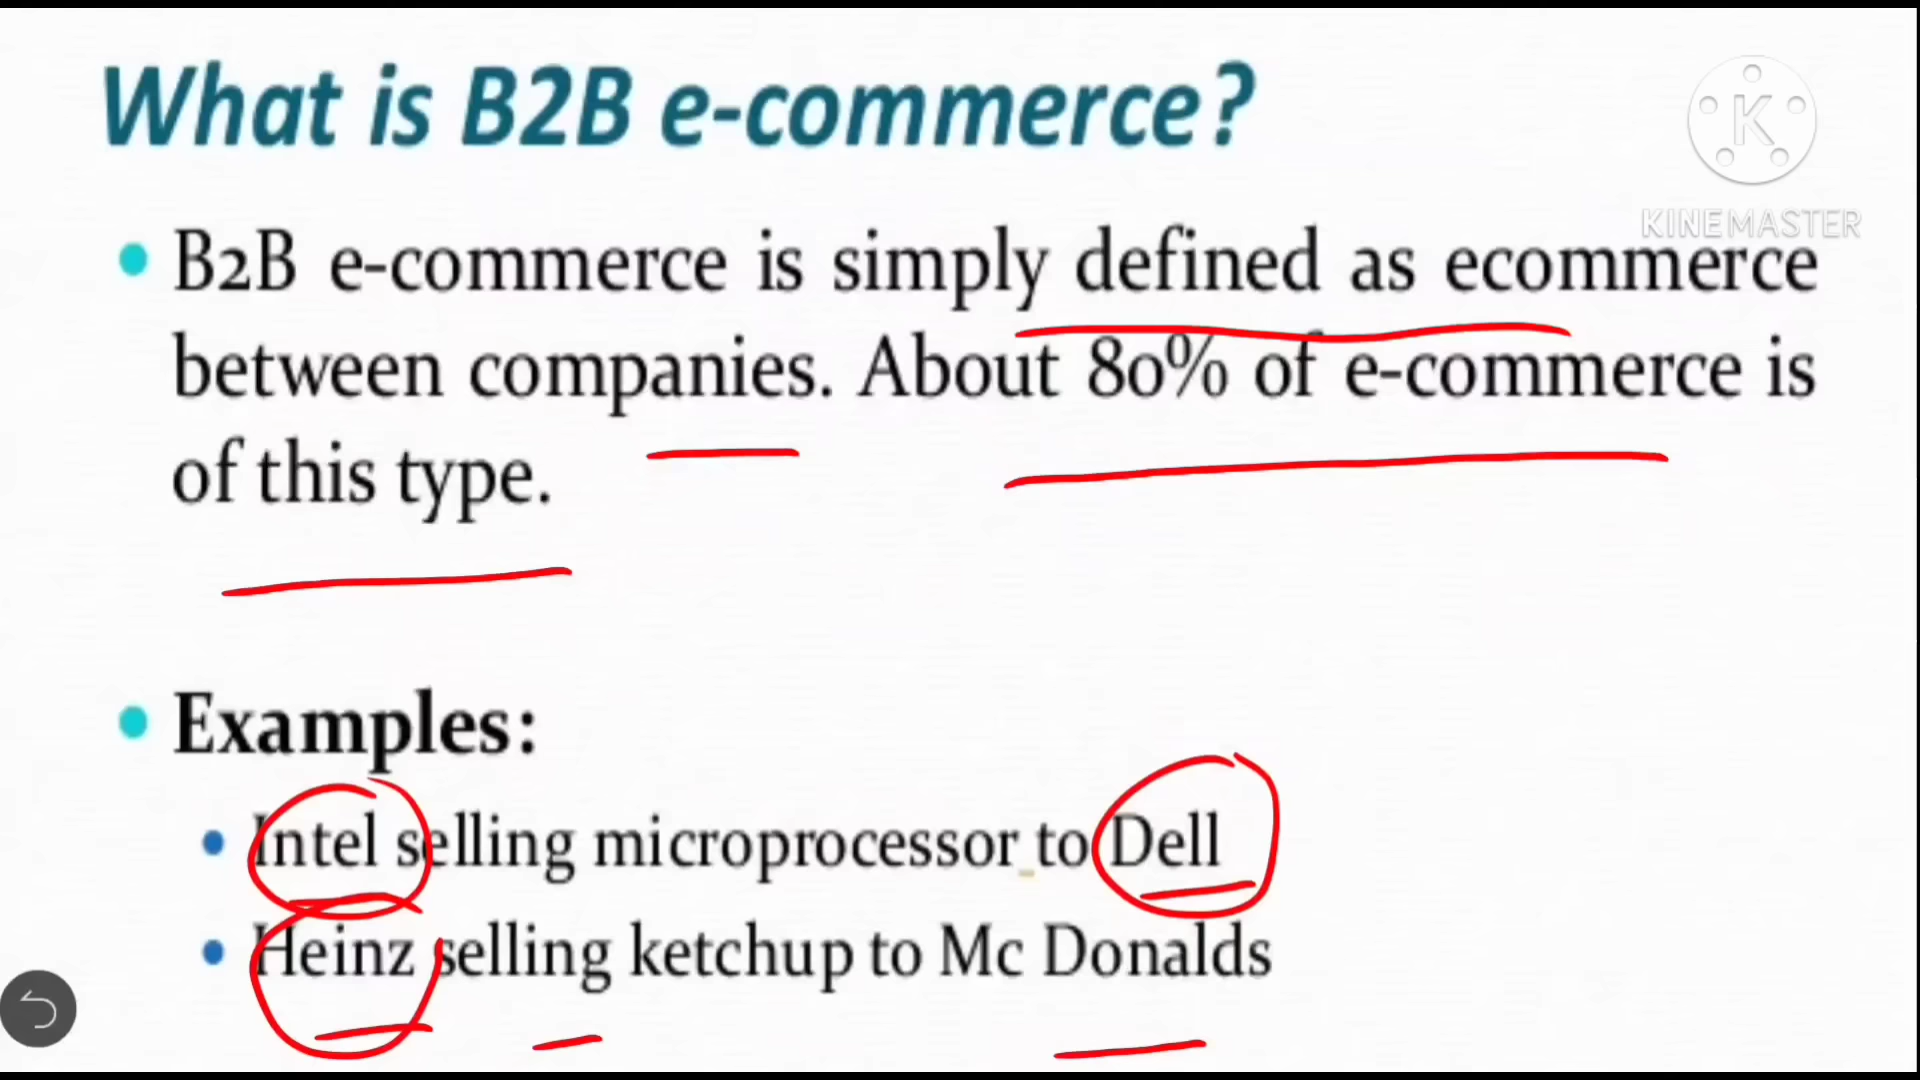 What is B2B e-commerce?
K
KINEMASTER
B2B e-commerce is simply defined as ecommerce
between companies. About 80% of e-commerce is
of this type.
Examples:
Intel selling microprocessor to Dell
Heinz selling ketchup to Mc Donalds